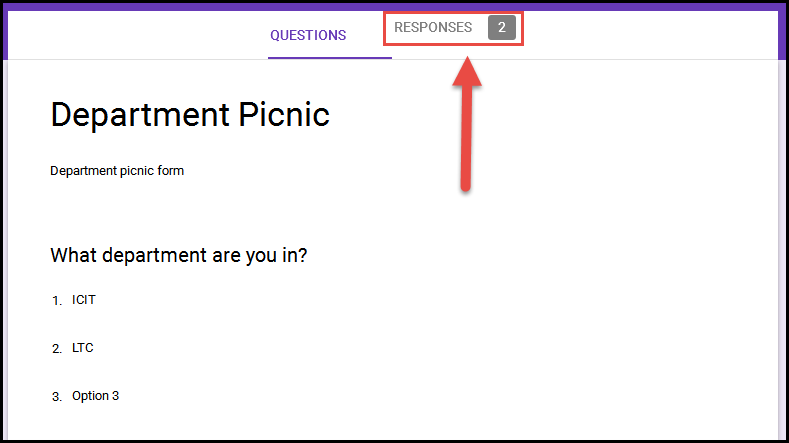 QUESTIONS RESPONSES 2
Department Picnic
Department picnic form
What department are you in?
1. ICIT
2. LTC
3. Option 3